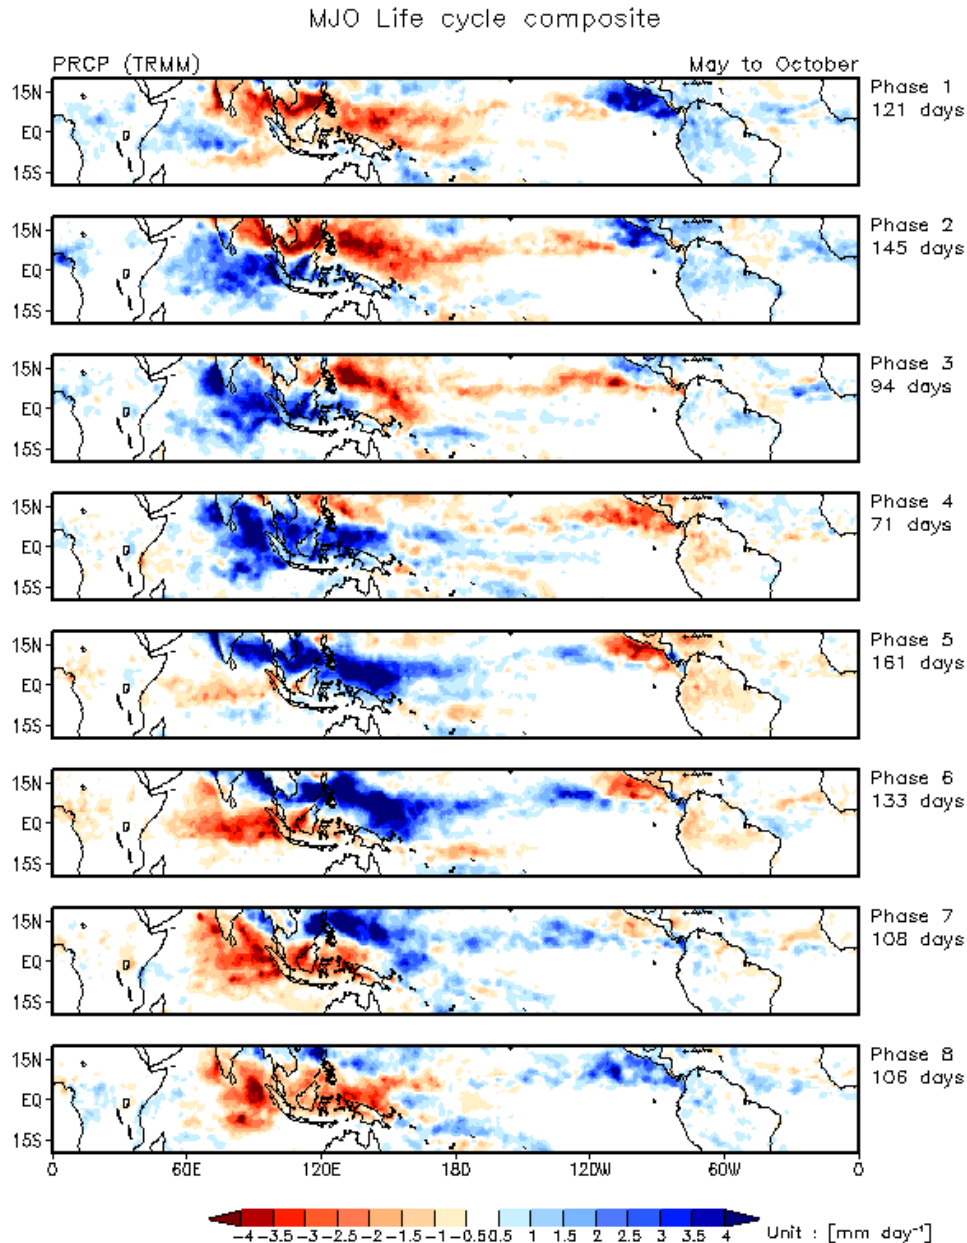 MJO Life cycle composite
PRCP (TRMM) May to October
15N
EQ
15S
Phase 1
121 days
15N
EQ
15S
Phase 2
145 days
15N
EQ
15S
Phase 3
94 days
15N
EQ
15S
Phase 4
71 days
15N
EQ
15S
Phase 5
161 days
15N
EQ
15S
Phase 6
133 days
15N
EQ
15S
Phase 7
108 days
15N
EQ
15S
Phase 8
106 days
0 60E 120E 180 120W 60W 0
-4 -3.5 -3 -2.5 -2 -1.5 -1 -0.5 0.5 1 1.5 2 2.5 3 3.5 4 Unit : [mm day⁻¹]